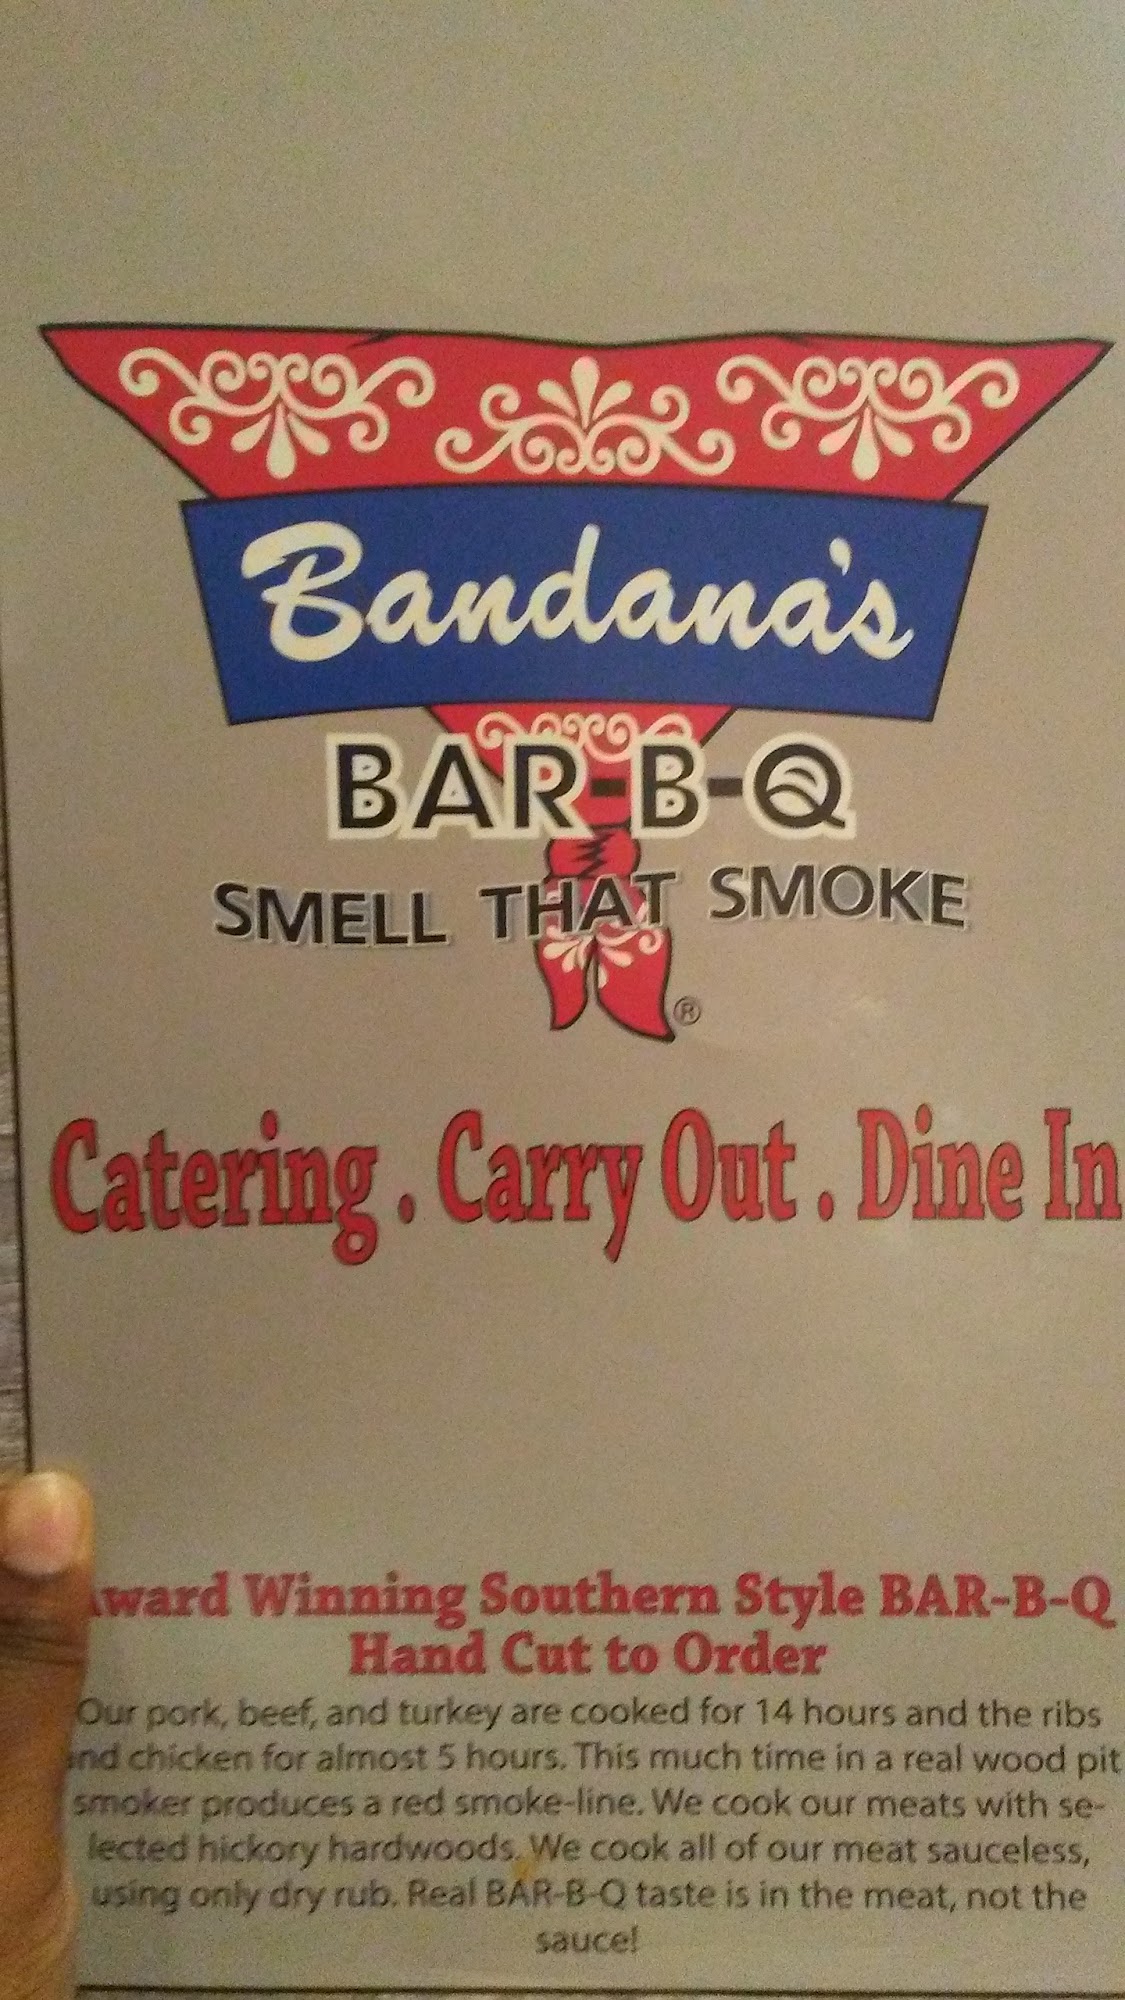 Bandana's
BAR-B-Q
SMELL THAT SMOKE
®
Catering . Carry Out . Dine In
Award Winning Southern Style BAR-B-Q
Hand Cut to Order
Our pork, beef, and turkey are cooked for 14 hours and the ribs
and chicken for almost 5 hours. This much time in a real wood pit
smoker produces a red smoke-line. We cook our meats with se-
lected hickory hardwoods. We cook all of our meat sauceless,
using only dry rub. Real BAR-B-Q taste is in the meat, not the
sauce!